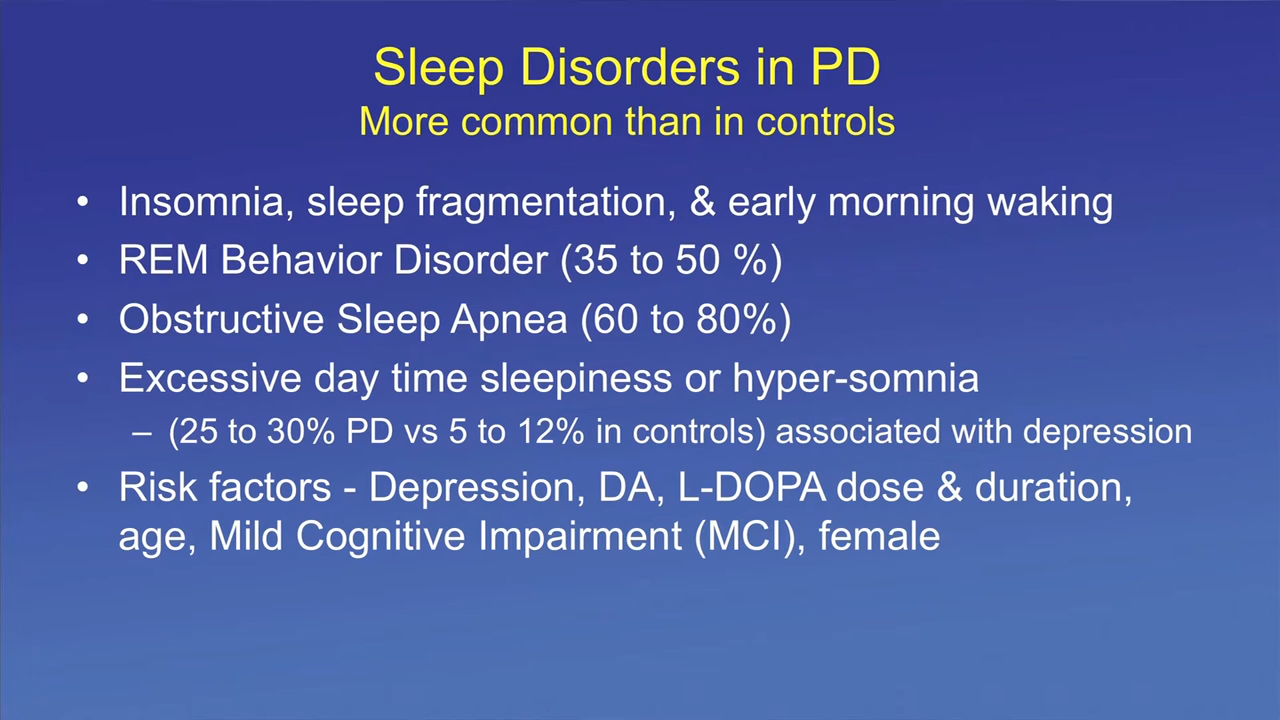 Sleep Disorders in PD
More common than in controls
• Insomnia, sleep fragmentation, & early morning waking
• REM Behavior Disorder (35 to 50 %)
• Obstructive Sleep Apnea (60 to 80%)
• Excessive day time sleepiness or hyper-somnia
– (25 to 30% PD vs 5 to 12% in controls) associated with depression
• Risk factors - Depression, DA, L-DOPA dose & duration,
age, Mild Cognitive Impairment (MCI), female